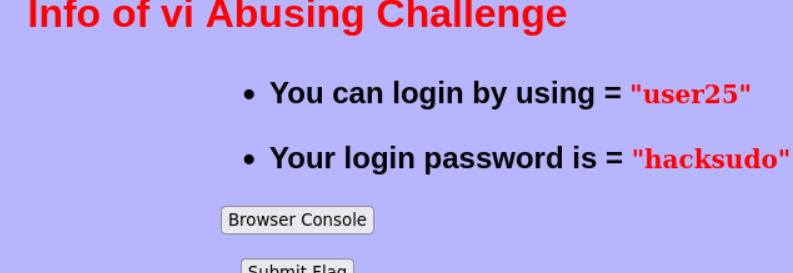 Info of vi Abusing Challenge
You can login by using = "user25"
Your login password is = "hacksudo"
Browser Console
Submit Flag